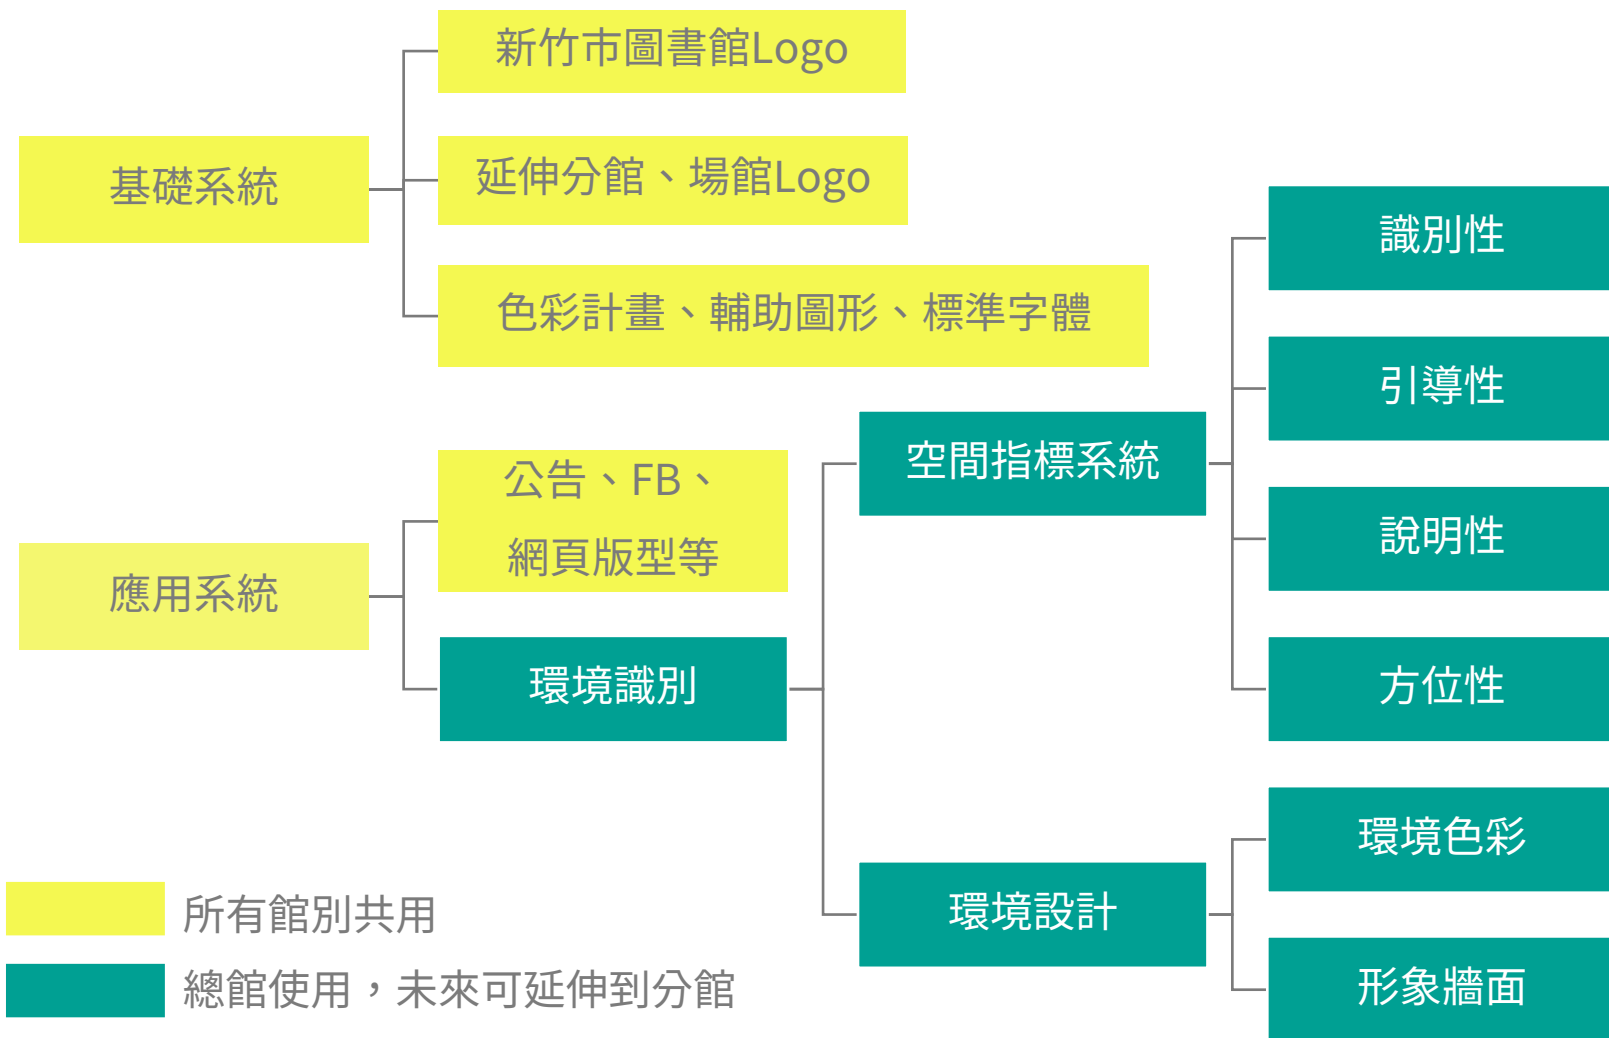 基礎系統
新竹市圖書館Logo
延伸分館、場館Logo
色彩計畫、輔助圖形、標準字體
應用系統
公告、FB、
網頁版型等
環境識別
空間指標系統
識別性
引導性
說明性
方位性
環境設計
環境色彩
形象牆面
所有館別共用
總館使用，未來可延伸到分館